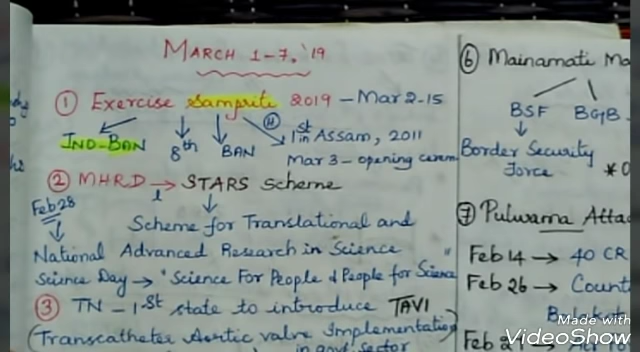 MARCH 1-7, '19
① Exercise Sampriti 2019 - Mar 2-15
IND-BAN 8th BAN Ⓗ 1st in Assam, 2011
Mar 3 - opening cerem
② MHRD → STARS Scheme
Feb 28
Scheme for Translational and
National Advanced Research in Science
Science Day → "Science For People & People for Science"
③ TN - 1st state to introduce TAVI
(Transcatheter Aortic valve Implementation)
in govt. sector
⑥ Mainamati Ma
BSF BGB
Border Security
Force
⑦ Pulwama Attac
Feb 14 → 40 CR
Feb 26 → Count
Balakot
Feb
Made with
VideoShow